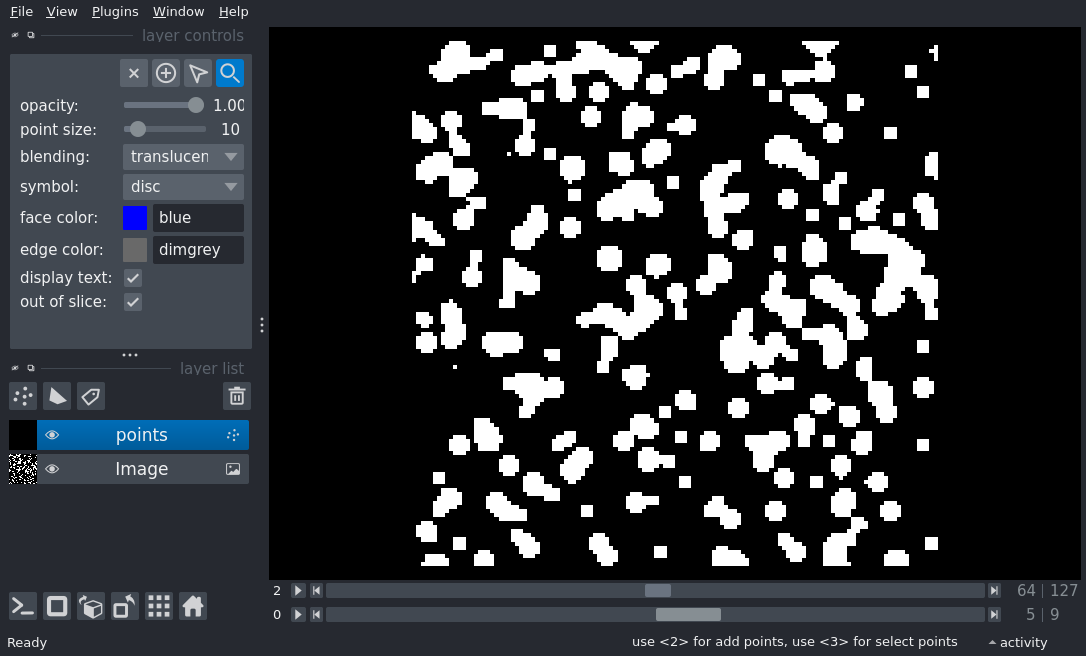 File View Plugins Window Help
layer controls
opacity: 1.00
point size: 10
blending: translucen
symbol: disc
face color: blue
edge color: dimgrey
display text:
out of slice:
layer list
points
Image
2 64 | 127
0 5 | 9
Ready use <2> for add points, use <3> for select points activity